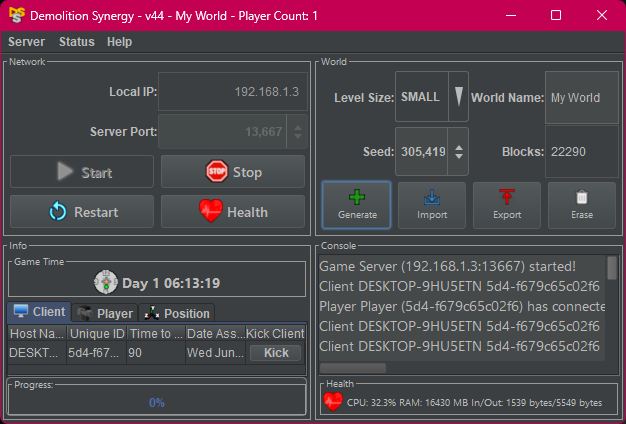 Demolition Synergy - v44 - My World - Player Count: 1
Server Status Help
Network
Local IP: 192.168.1.3
Server Port: 13,667
Start
STOP Stop
Restart
Health
World
Level Size: SMALL World Name: My World
Seed: 305,419 Blocks: 22290
Generate Import Export Erase
Info
Game Time
Day 1 06:13:19
Client Player Position
Host Na... Unique ID Time to ... Date Ass... Kick Client
DESKT... 5d4-f67... 90 Wed Jun... Kick
Progress:
0%
Console
Game Server (192.168.1.3:13667) started!
Client DESKTOP-9HU5ETN 5d4-f679c65c02f6
Player Player (5d4-f679c65c02f6) has connecte
Client DESKTOP-9HU5ETN 5d4-f679c65c02f6
Client DESKTOP-9HU5ETN 5d4-f679c65c02f6
Health
CPU: 32.3% RAM: 16430 MB In/Out: 1539 bytes/5549 bytes